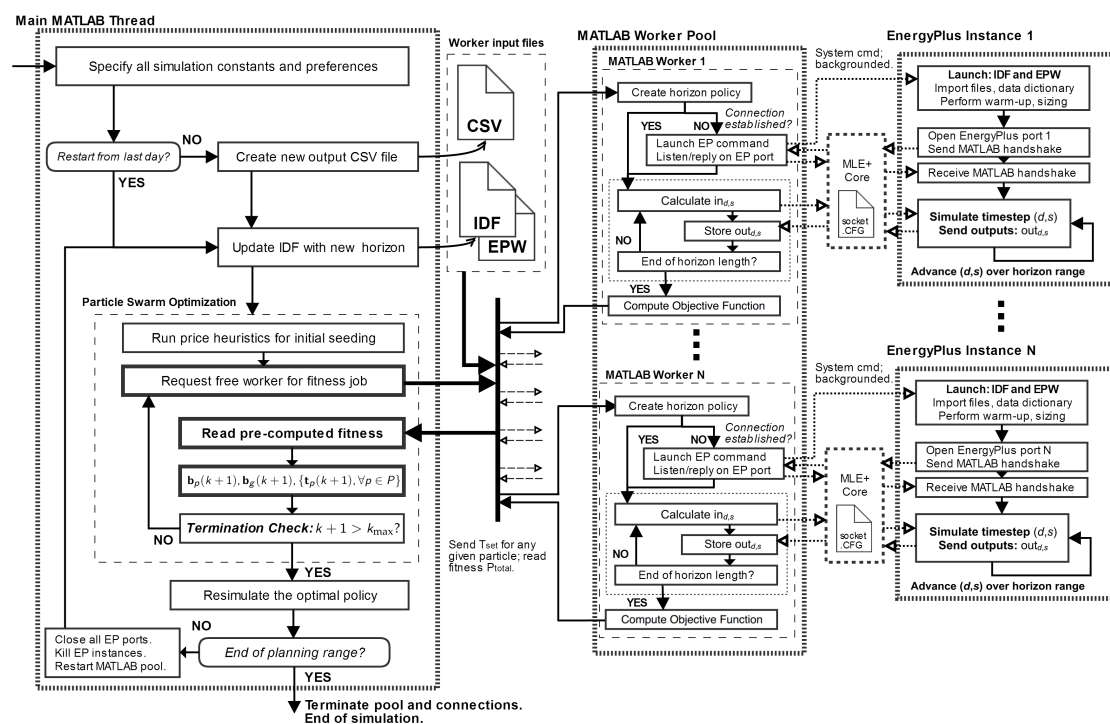 Main MATLAB Thread
Specify all simulation constants and preferences
Restart from last day?
NO
YES
Create new output CSV file
Update IDF with new horizon
Particle Swarm Optimization
Run price heuristics for initial seeding
Request free worker for fitness job
Read pre-computed fitness
b_p(k+1), b_g(k+1), {t_p(k+1), ∀p ∈ P}
Termination Check: k+1 > k_max?
NO
YES
Resimulate the optimal policy
NO
End of planning range?
Close all EP ports.
Kill EP instances.
Restart MATLAB pool.
YES
Terminate pool and connections.
End of simulation.
Worker input files
CSV
IDF
EPW
Send T_set for any
given particle; read
fitness P_total.
MATLAB Worker Pool
MATLAB Worker 1
Create horizon policy
YES
NO
Connection
established?
Launch EP command
Listen/reply on EP port
Calculate in_d,s
Store out_d,s
NO
End of horizon length?
YES
Compute Objective Function
MATLAB Worker N
Create horizon policy
YES
NO
Connection
established?
Launch EP command
Listen/reply on EP port
Calculate in_d,s
Store out_d,s
NO
End of horizon length?
YES
Compute Objective Function
System cmd;
backgrounded.
MLE+
Core
socket
.CFG
EnergyPlus Instance 1
Launch: IDF and EPW
Import files, data dictionary
Perform warm-up, sizing
Open EnergyPlus port 1
Send MATLAB handshake
Receive MATLAB handshake
Simulate timestep (d,s)
Send outputs: out_d,s
Advance (d,s) over horizon range
System cmd;
backgrounded.
MLE+
Core
socket
.CFG
EnergyPlus Instance N
Launch: IDF and EPW
Import files, data dictionary
Perform warm-up, sizing
Open EnergyPlus port N
Send MATLAB handshake
Receive MATLAB handshake
Simulate timestep (d,s)
Send outputs: out_d,s
Advance (d,s) over horizon range